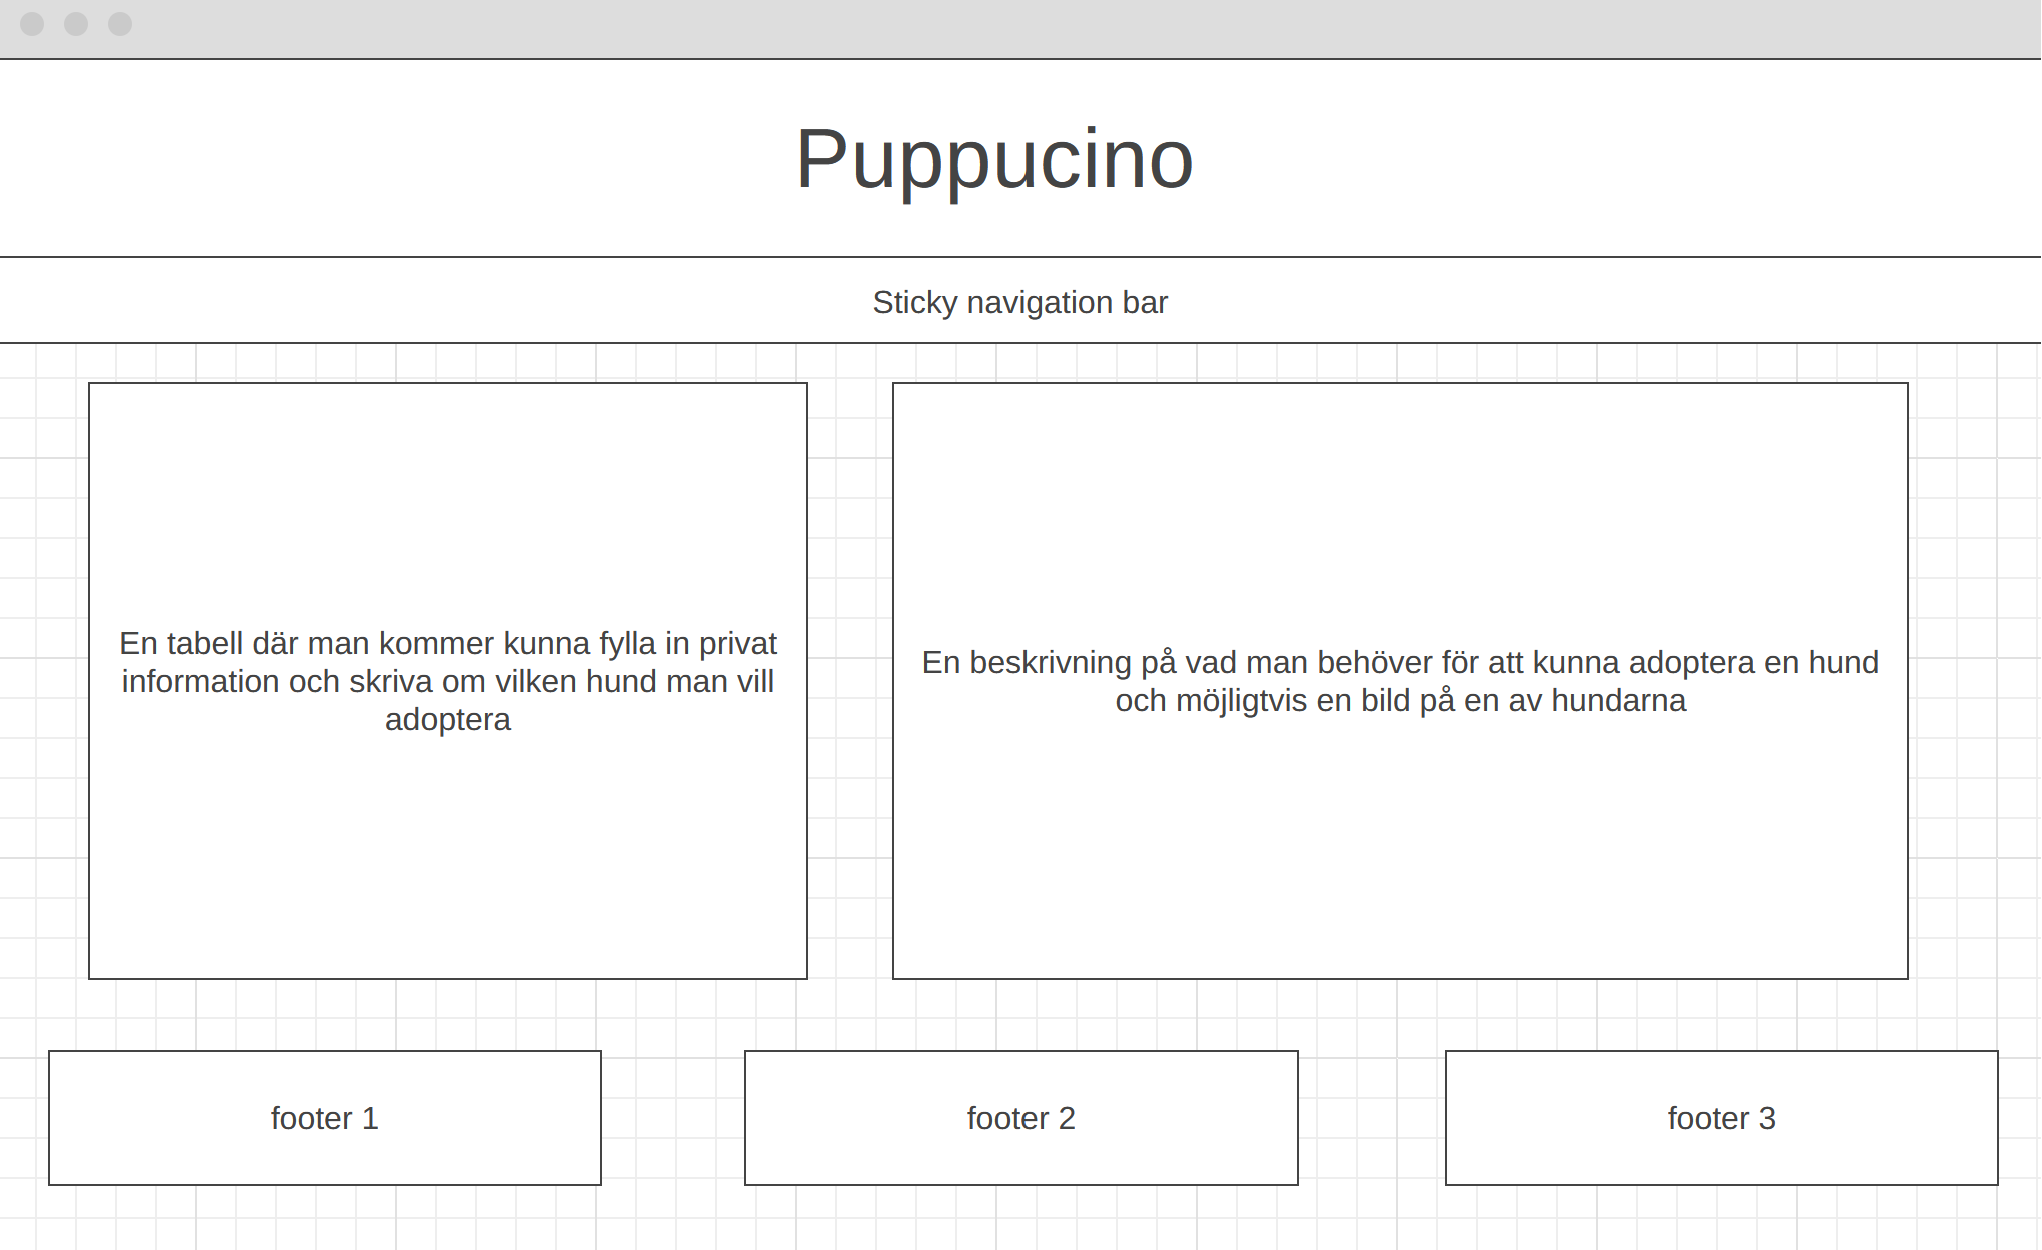 Puppucino
Sticky navigation bar
En tabell där man kommer kunna fylla in privat
information och skriva om vilken hund man vill
adoptera
En beskrivning på vad man behöver för att kunna adoptera en hund
och möjligtvis en bild på en av hundarna
footer 1
footer 2
footer 3